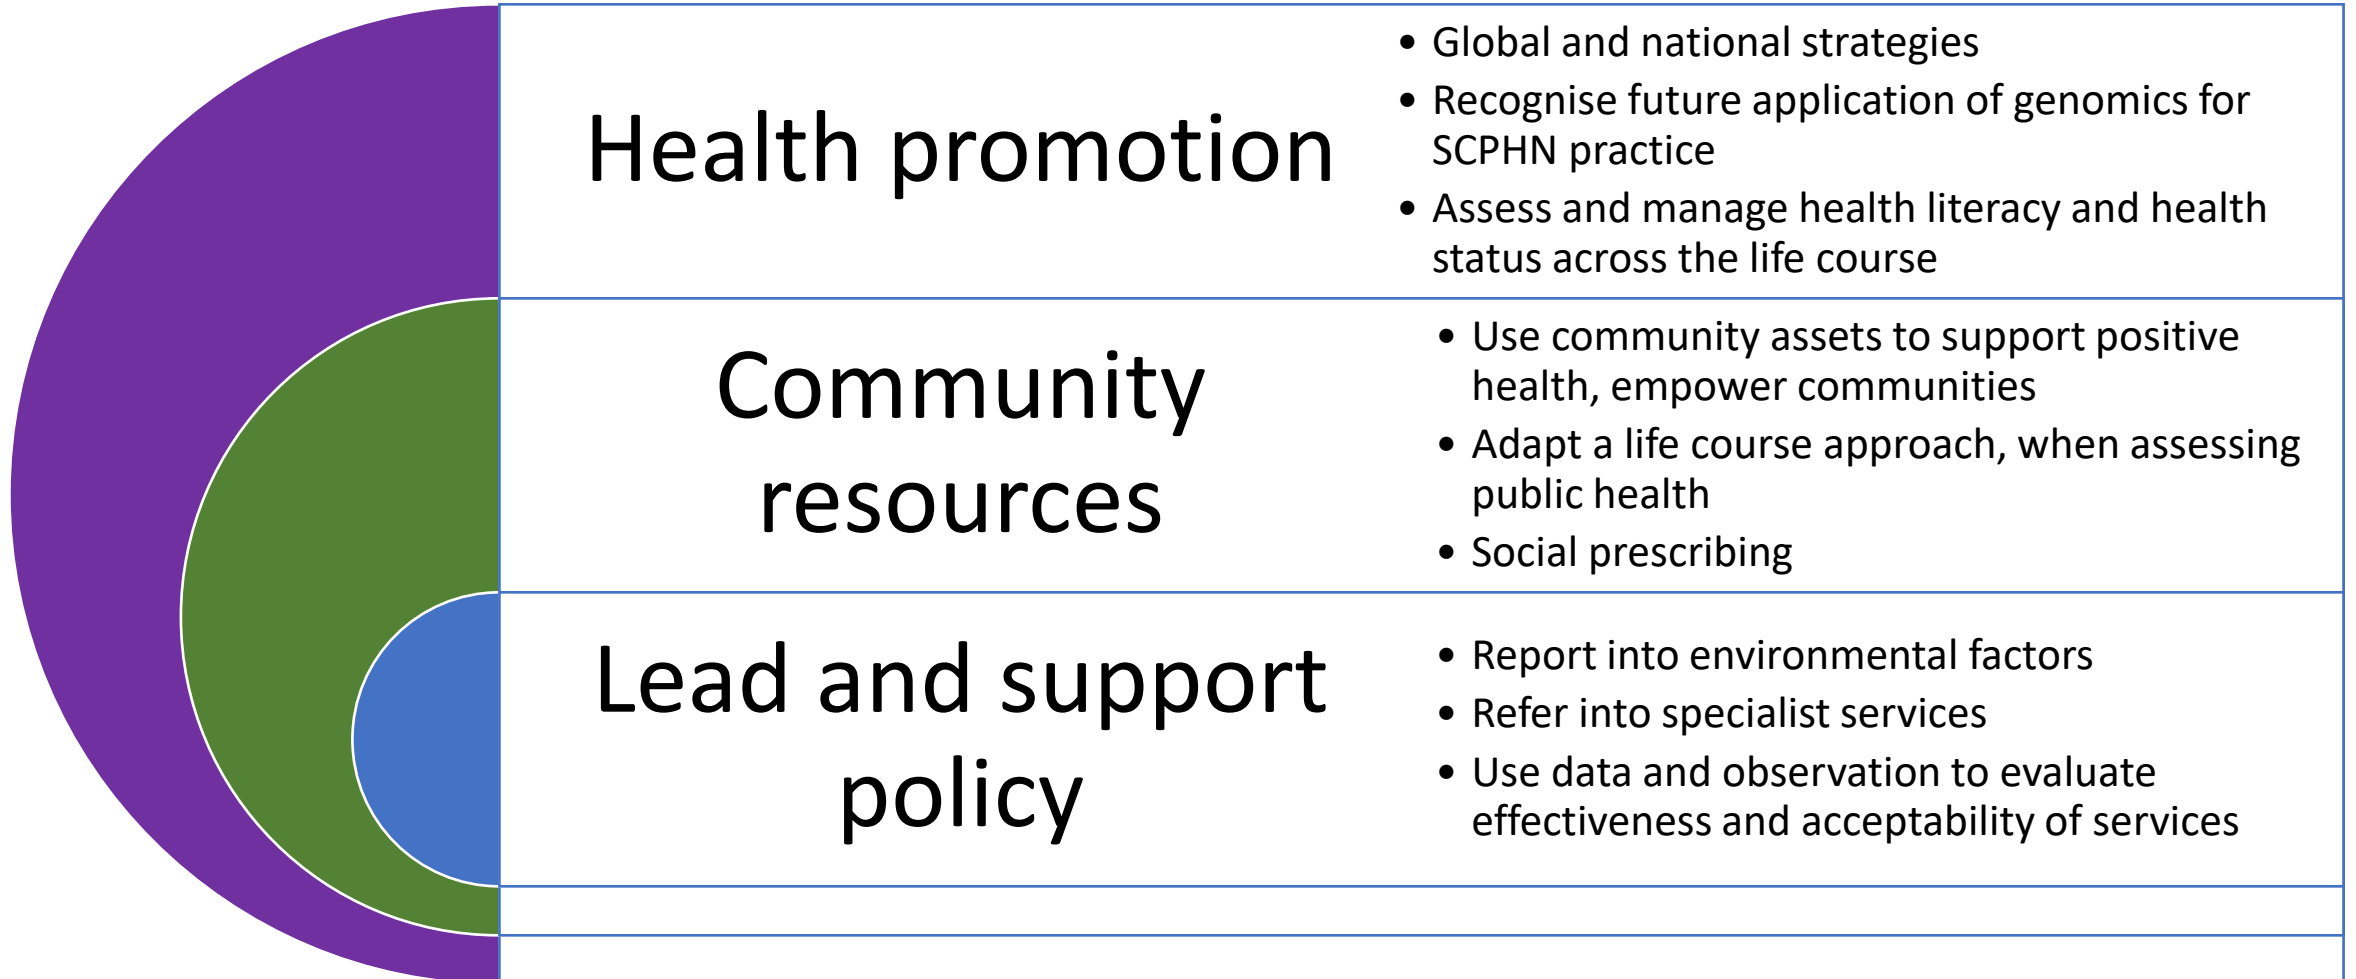 Health promotion
• Global and national strategies
• Recognise future application of genomics for
SCPHN practice
• Assess and manage health literacy and health
status across the life course
Community
resources
• Use community assets to support positive
health, empower communities
• Adapt a life course approach, when assessing
public health
• Social prescribing
Lead and support
policy
• Report into environmental factors
• Refer into specialist services
• Use data and observation to evaluate
effectiveness and acceptability of services